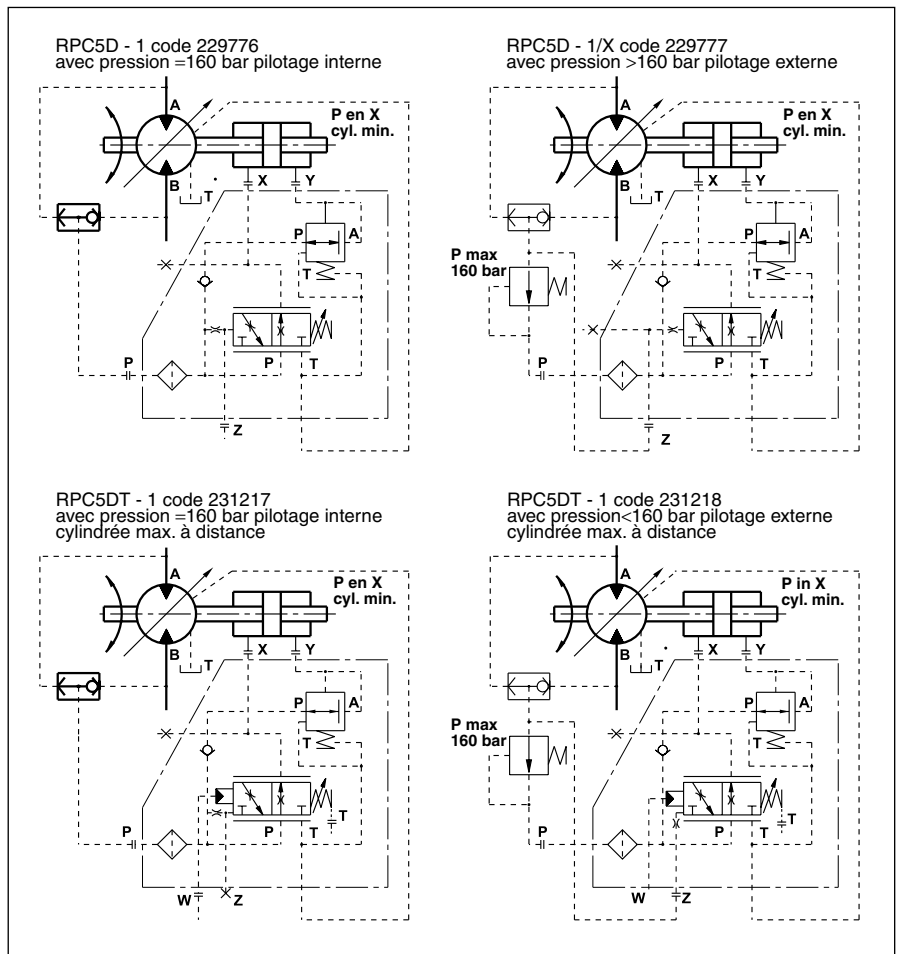 RPC5D - 1 code 229776
avec pression =160 bar pilotage interne
A
P en X
cyl. min.
B
T
X
Y
P
A
T
P
T
P
Z
RPC5D - 1/X code 229777
avec pression >160 bar pilotage externe
A
P en X
cyl. min.
B
T
X
Y
P
A
T
P max
160 bar
P
T
P
Z
RPC5DT - 1 code 231217
avec pression =160 bar pilotage interne
cylindrée max. à distance
A
P en X
cyl. min.
B
T
X
Y
P
A
T
T
P
T
P
W
Z
RPC5DT - 1 code 231218
avec pression<160 bar pilotage externe
cylindrée max. à distance
A
P in X
cyl. min.
B
T
X
Y
P
A
T
P max
160 bar
T
P
T
P
W
Z